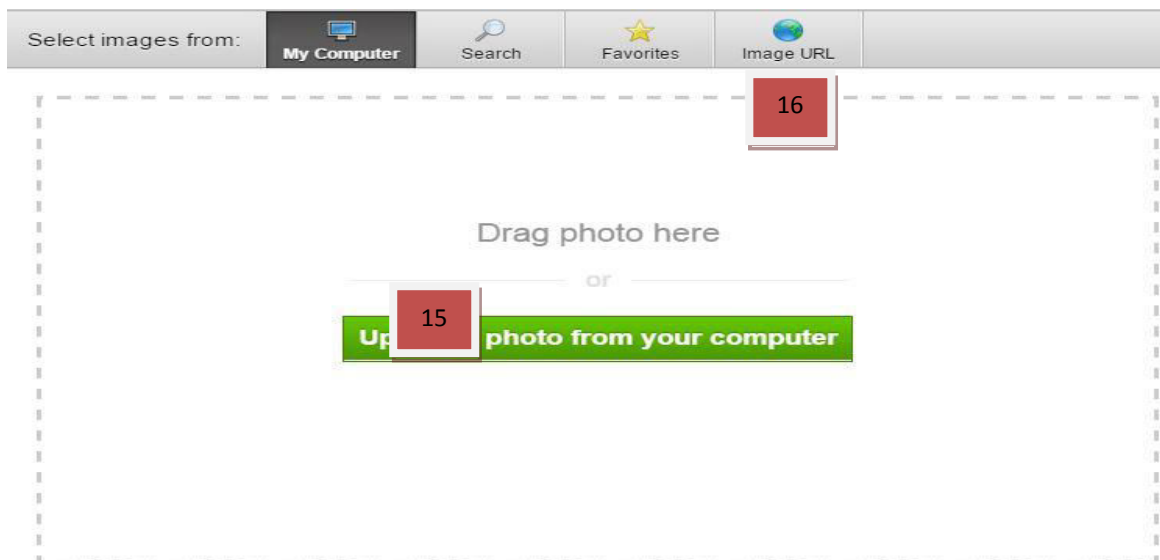 Select images from:
My Computer
Search
Favorites
Image URL
16
Drag photo here
or
15
Up photo from your computer